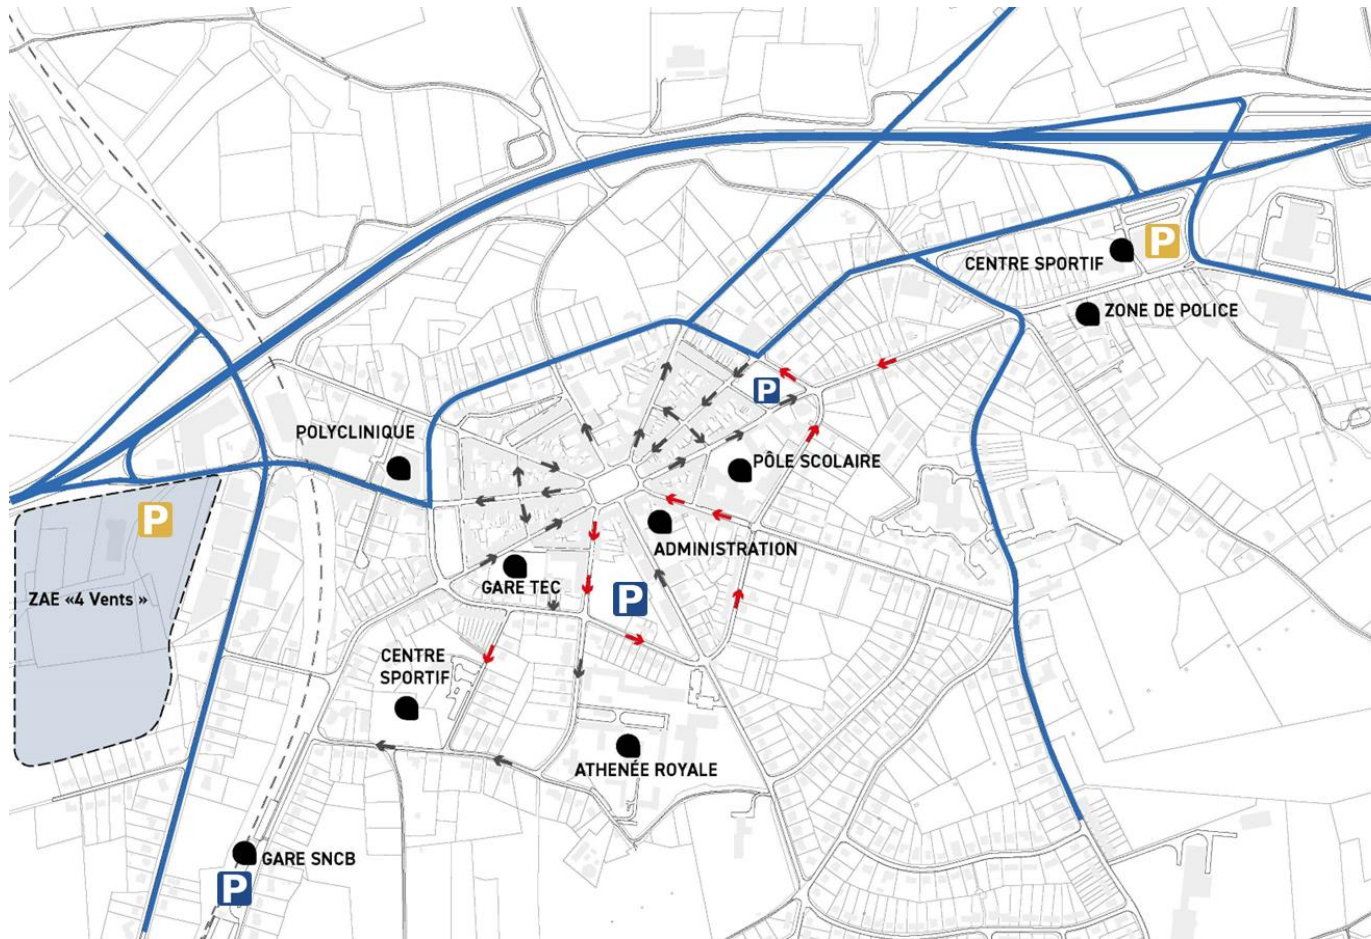 CENTRE SPORTIF
P
ZONE DE POLICE
P
POLYCLINIQUE
PÔLE SCOLAIRE
P
ADMINISTRATION
GARE TEC
P
ZAE «4 Vents »
CENTRE
SPORTIF
ATHENÉE ROYALE
GARE SNCB
P